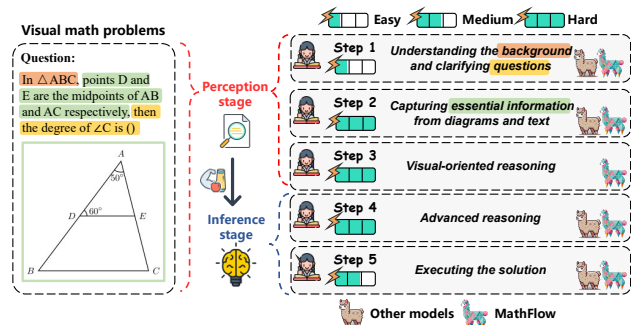 Easy Medium Hard
Visual math problems
Question:
In △ABC, points D and
E are the midpoints of AB
and AC respectively, then
the degree of ∠C is ()
A
50°
D 60° E
B C
Perception
stage
Inference
stage
Step 1
Understanding the background
and clarifying questions
Step 2
Capturing essential information
from diagrams and text
Step 3
Visual-oriented reasoning
Step 4
Advanced reasoning
Step 5
Executing the solution
Other models MathFlow